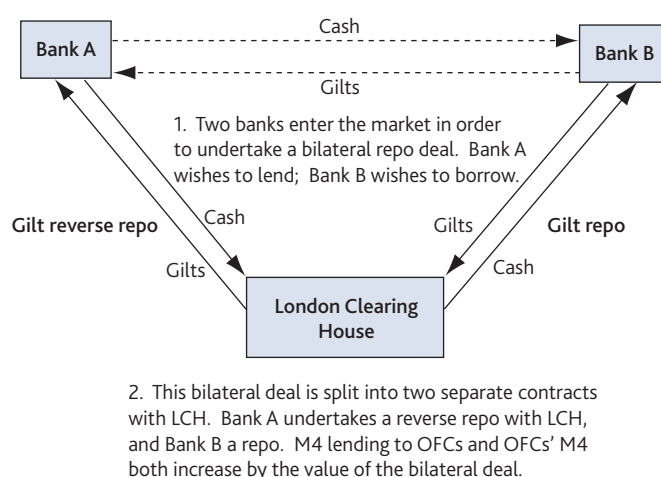 Cash
Bank A
Bank B
Gilts
1. Two banks enter the market in order
to undertake a bilateral repo deal. Bank A
wishes to lend; Bank B wishes to borrow.
Gilt reverse repo
Cash
Gilts
Gilts
Gilt repo
Cash
London Clearing
House
2. This bilateral deal is split into two separate contracts
with LCH. Bank A undertakes a reverse repo with LCH,
and Bank B a repo. M4 lending to OFCs and OFCs' M4
both increase by the value of the bilateral deal.